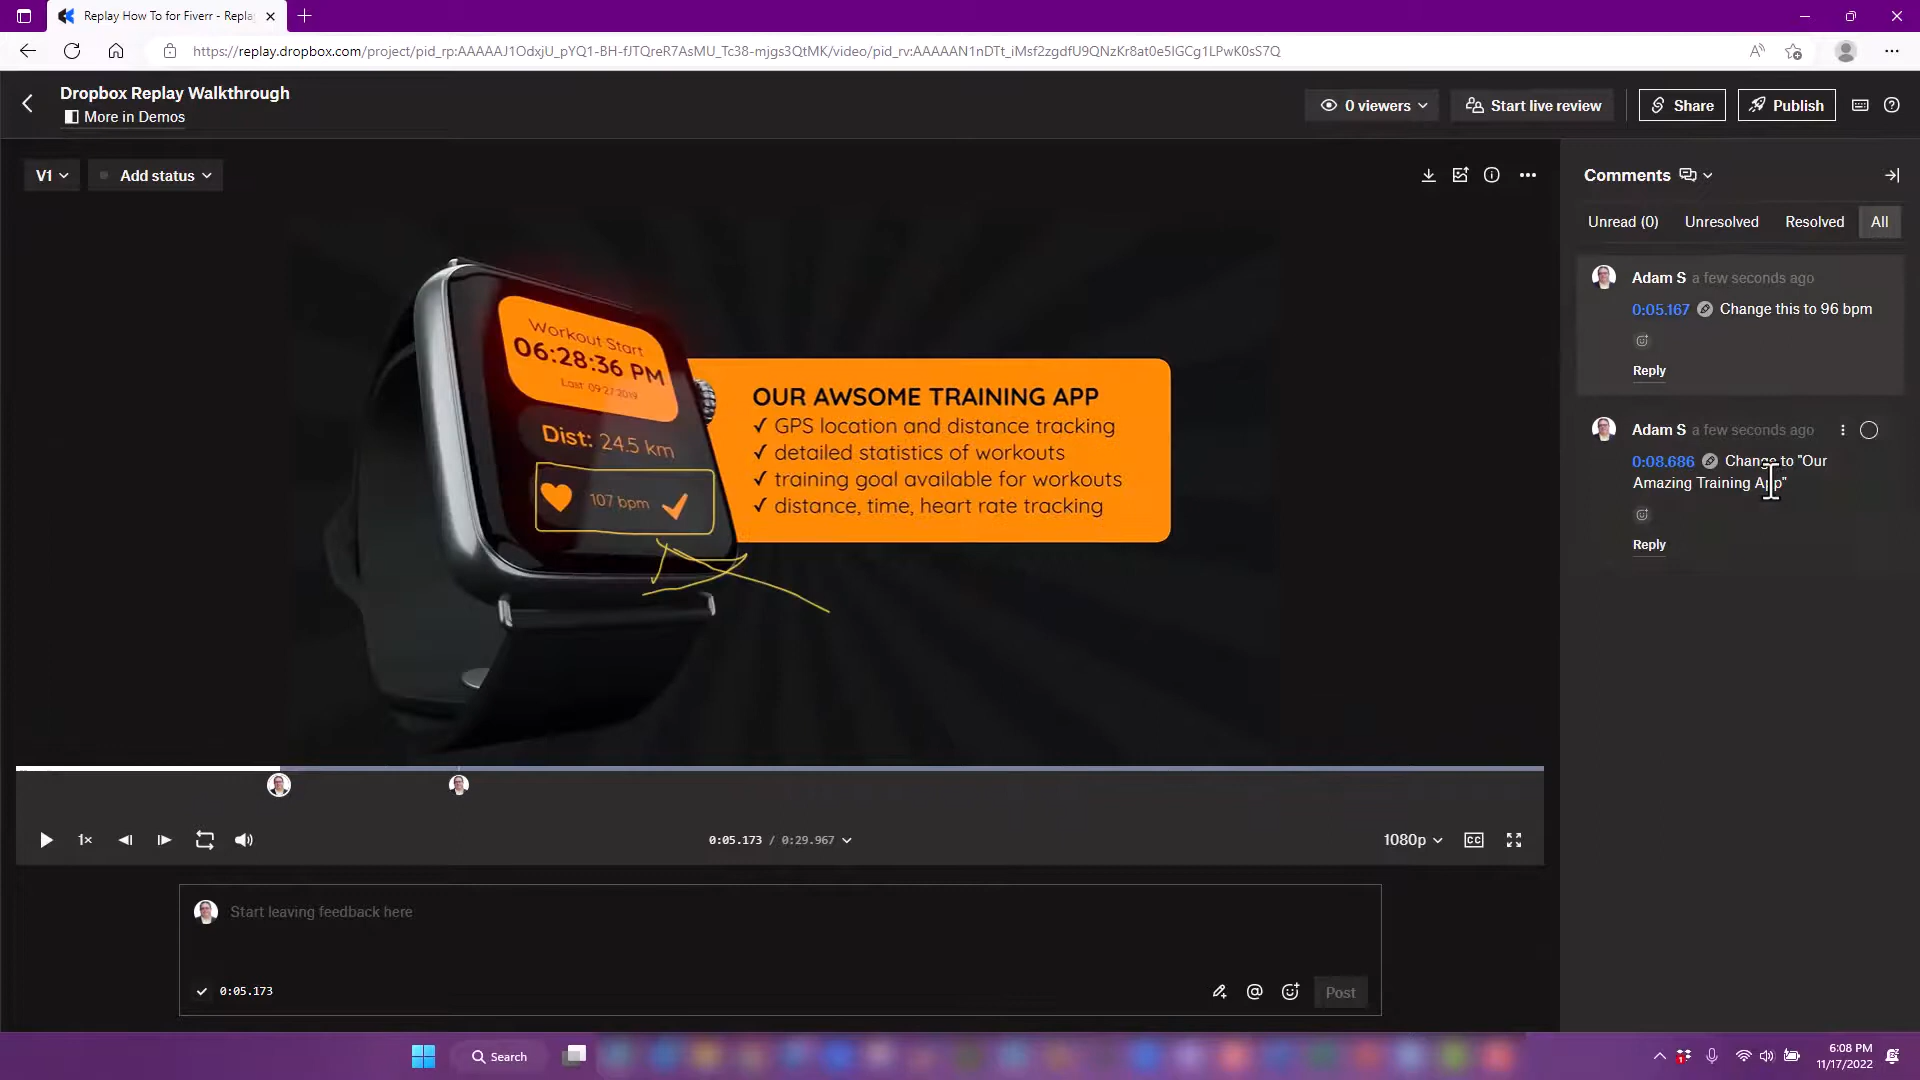 Replay How To for Fiverr - Repla
https://replay.dropbox.com/project/pid_rp:AAAAAJ1OdxjU_pYQ1-BH-fJTQreR7AsMU_Tc38-mjgs3QtMK/video/pid_rv:AAAAAN1nDTt_iMsf2zgdfU9QNzKr8at0e5IGCg1LPwK0sS7Q
Dropbox Replay Walkthrough
More in Demos
0 viewers
Start live review
Share
Publish
V1
Add status
Workout Start
06:28:36 PM
Last 09.27.2019
Dist: 24.5 km
107 bpm
OUR AWSOME TRAINING APP
✓ GPS location and distance tracking
✓ detailed statistics of workouts
✓ training goal available for workouts
✓ distance, time, heart rate tracking
1×
0:05.173 / 0:29.967
1080p
CC
Start leaving feedback here
0:05.173
@
Post
Comments
Unread (0)
Unresolved
Resolved
All
Adam S a few seconds ago
0:05.167 Change this to 96 bpm
Reply
Adam S a few seconds ago
0:08.686 Change to "Our
Amazing Training App"
Reply
Search
6:08 PM
11/17/2022